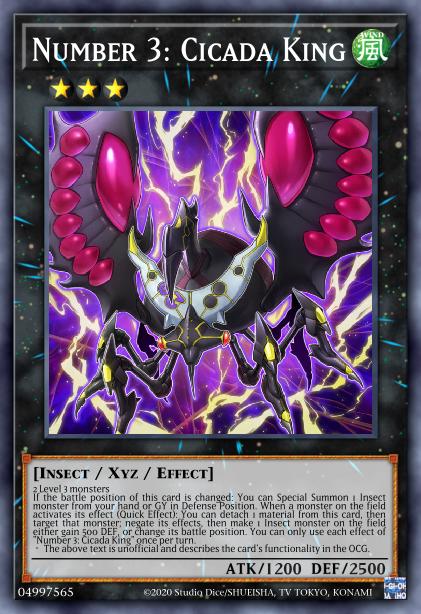 Number 3: Cicada King
WIND
風
[Insect / Xyz / Effect]
2 Level 3 monsters
If the battle position of this card is changed: You can Special Summon 1 Insect
monster from your hand or GY in Defense Position. When a monster on the field
activates its effect (Quick Effect): You can detach 1 material from this card, then
target that monster; negate its effects, then make 1 Insect monster on the field
either gain 500 DEF, or change its battle position. You can only use each effect of
"Number 3: Cicada King" once per turn.
* The above text is unofficial and describes the card's functionality in the OCG.
ATK/1200 DEF/2500
04997565
©2020 Studio Dice/SHUEISHA, TV TOKYO, KONAMI